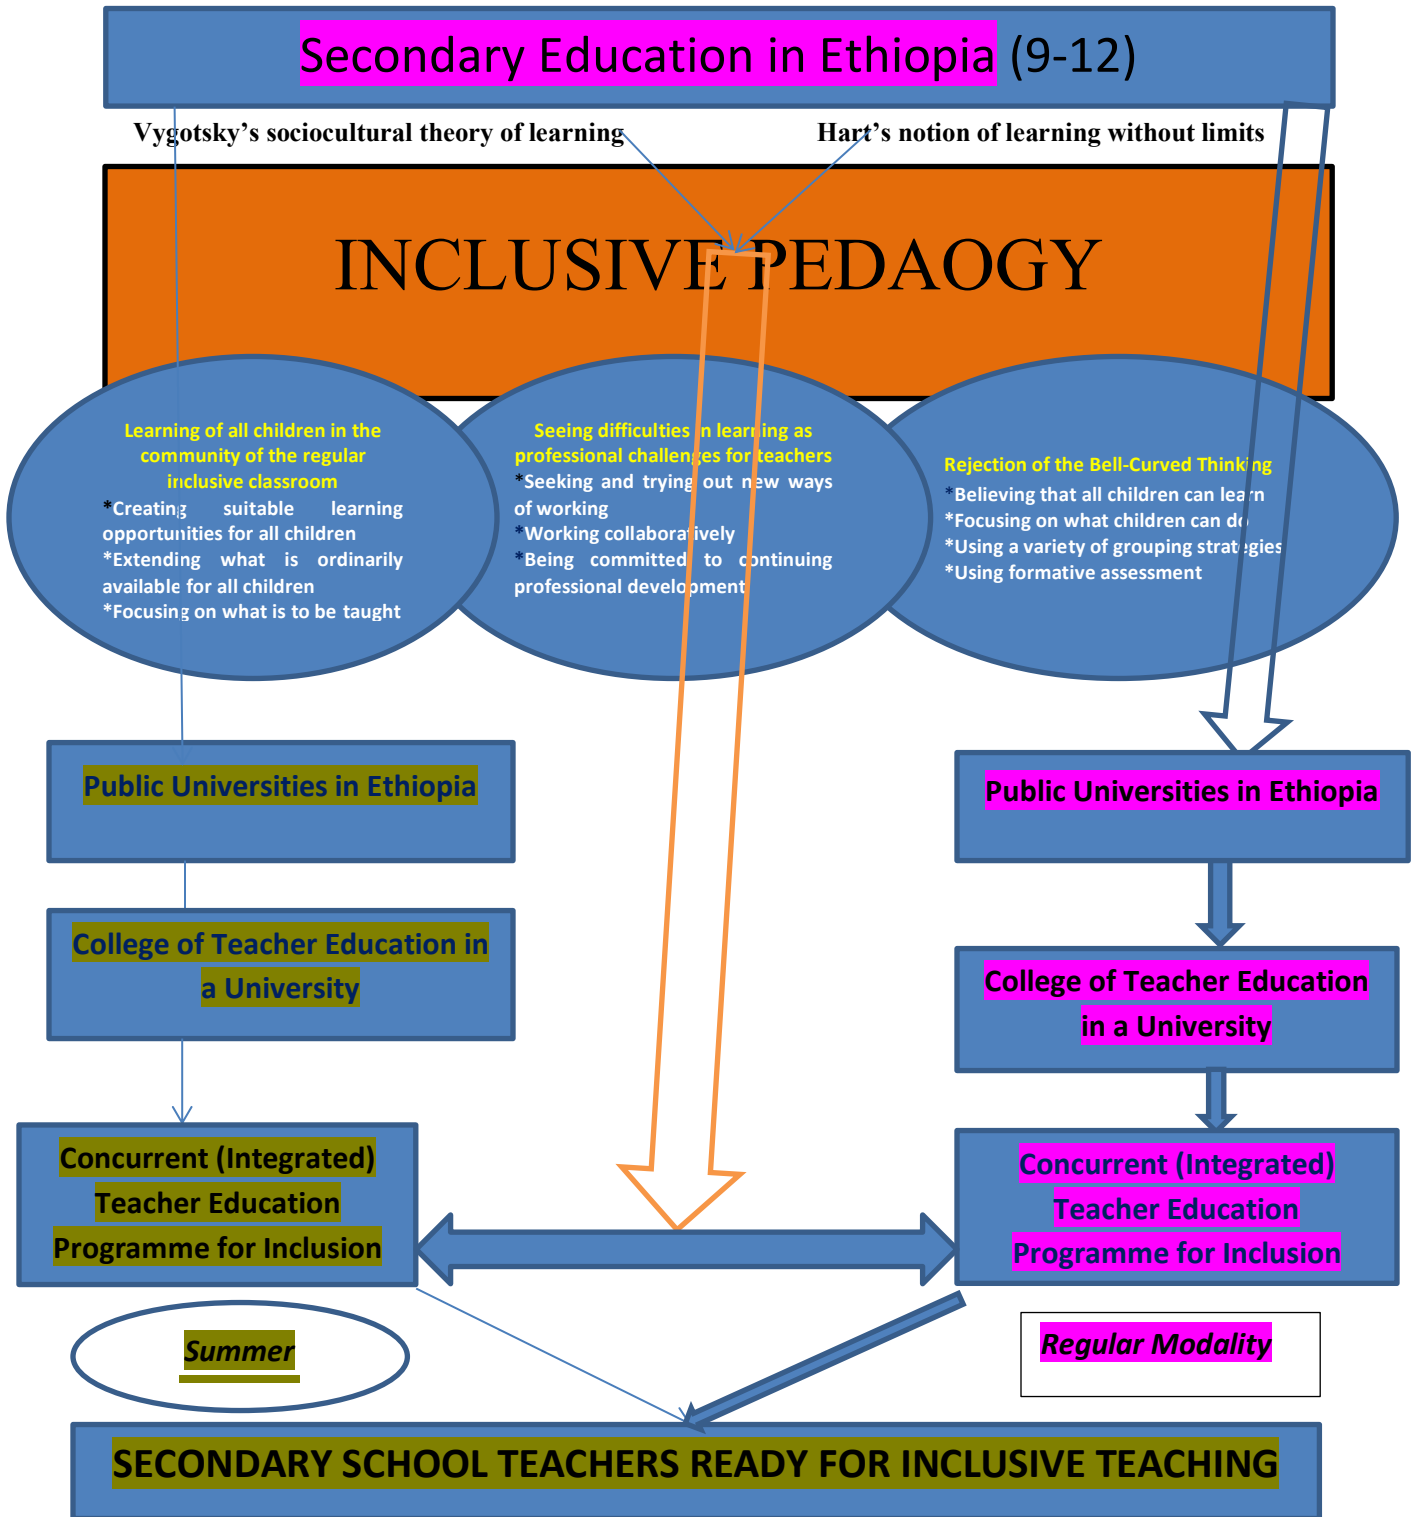 Secondary Education in Ethiopia (9-12)
Vygotsky's sociocultural theory of learning
Hart's notion of learning without limits
INCLUSIVE PEDAOGY
Learning of all children in the
community of the regular
inclusive classroom
*Creating suitable learning
opportunities for all children
*Extending what is ordinarily
available for all children
*Focusing on what is to be taught
Seeing difficulties in learning as
professional challenges for teachers
*Seeking and trying out new ways
of working
*Working collaboratively
*Being committed to continuing
professional development
Rejection of the Bell-Curved Thinking
*Believing that all children can learn
*Focusing on what children can do
*Using a variety of grouping strategies
*Using formative assessment
Public Universities in Ethiopia
Public Universities in Ethiopia
College of Teacher Education in
a University
College of Teacher Education
in a University
Concurrent (Integrated)
Teacher Education
Programme for Inclusion
Concurrent (Integrated)
Teacher Education
Programme for Inclusion
Summer
Regular Modality
SECONDARY SCHOOL TEACHERS READY FOR INCLUSIVE TEACHING